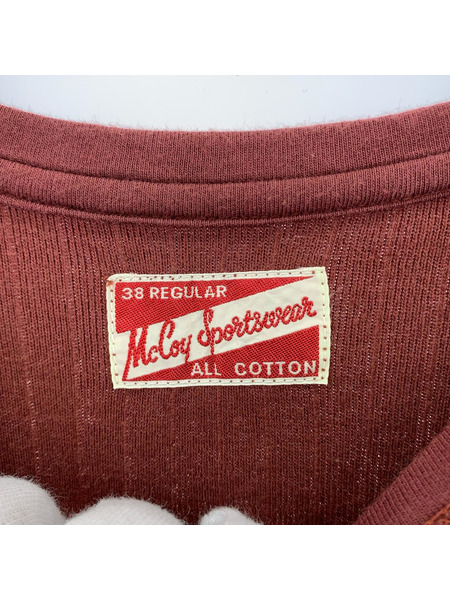 38 REGULAR
McCoy Sportswear
ALL COTTON